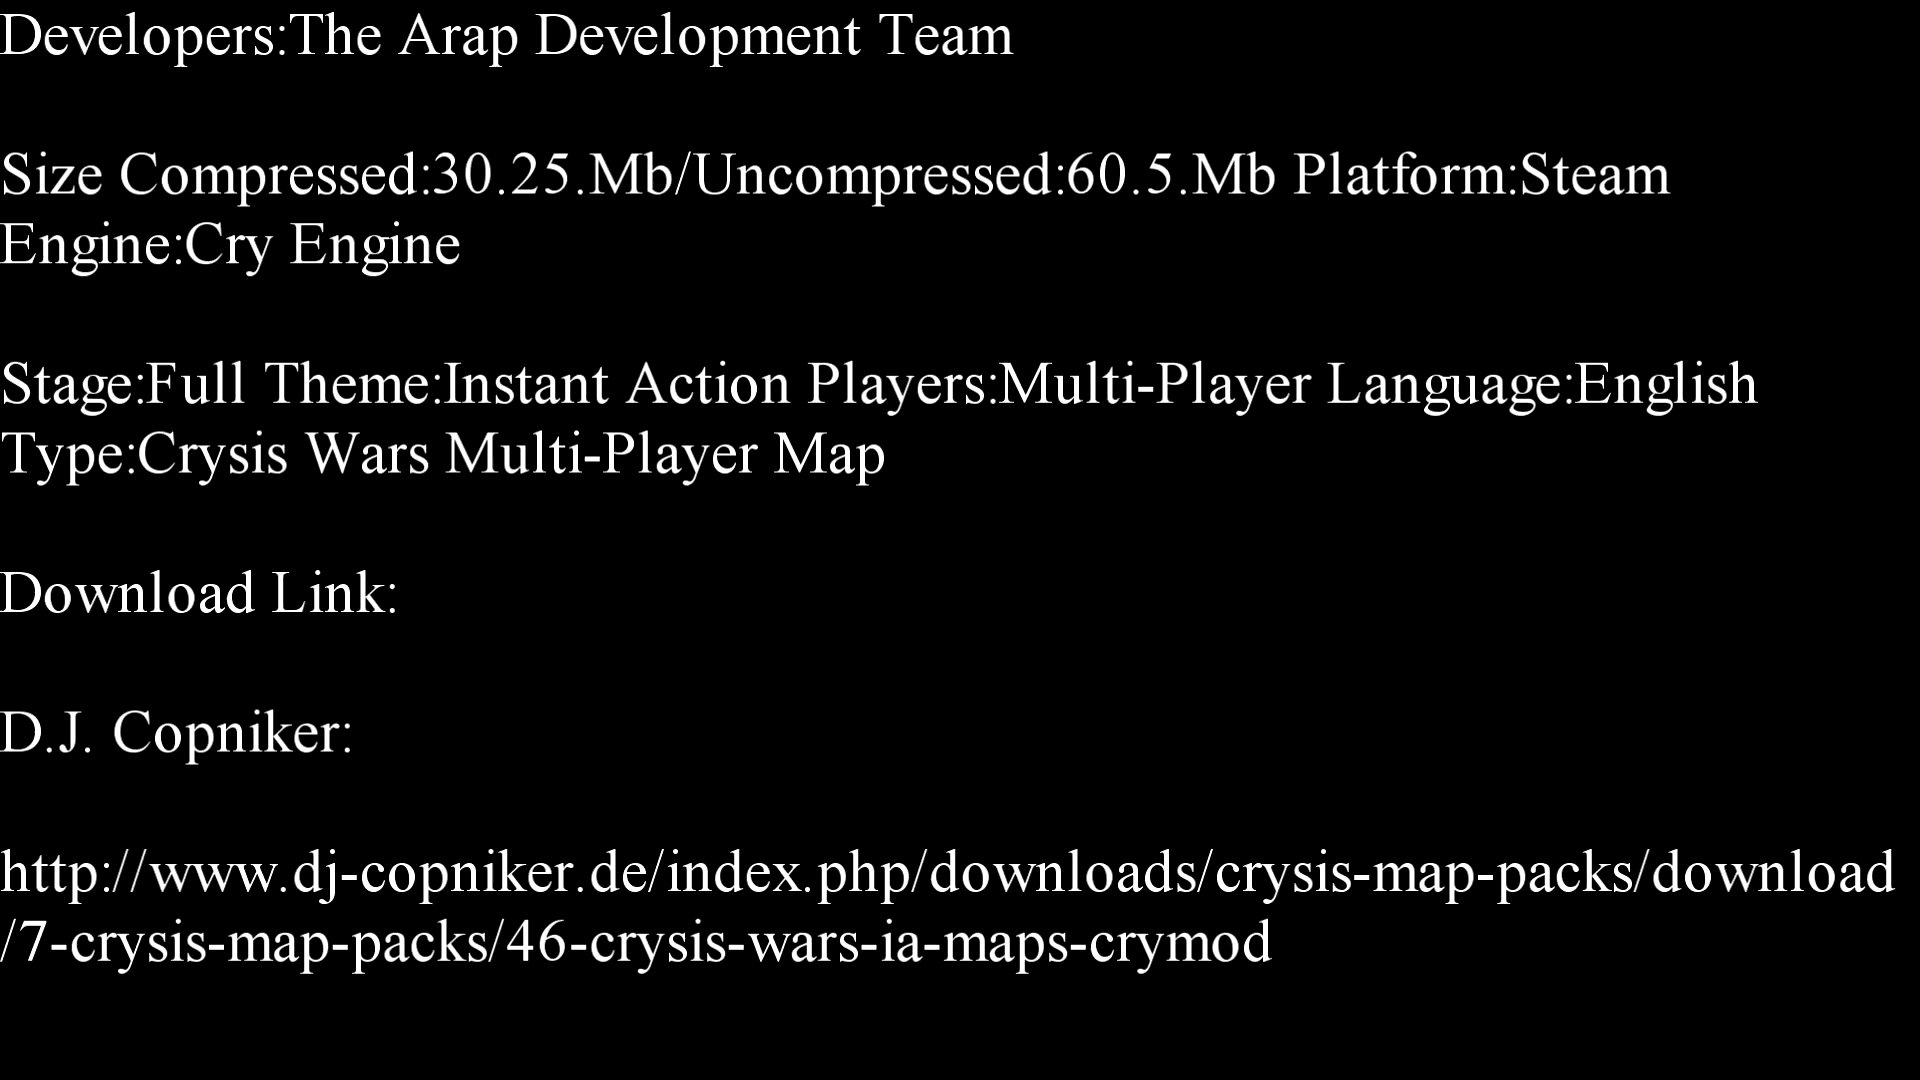 Developers:The Arap Development Team
Size Compressed:30.25.Mb/Uncompressed:60.5.Mb Platform:Steam
Engine:Cry Engine
Stage:Full Theme:Instant Action Players:Multi-Player Language:English
Type:Crysis Wars Multi-Player Map
Download Link:
D.J. Copniker:
http://www.dj-copniker.de/index.php/downloads/crysis-map-packs/download
/7-crysis-map-packs/46-crysis-wars-ia-maps-crymod